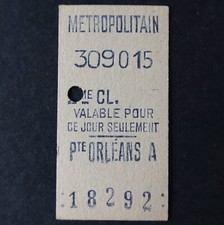 METROPOLITAIN
309015
2ME CL.
VALABLE POUR
CE JOUR SEULEMENT
PTE ORLÉANS A
:18292: